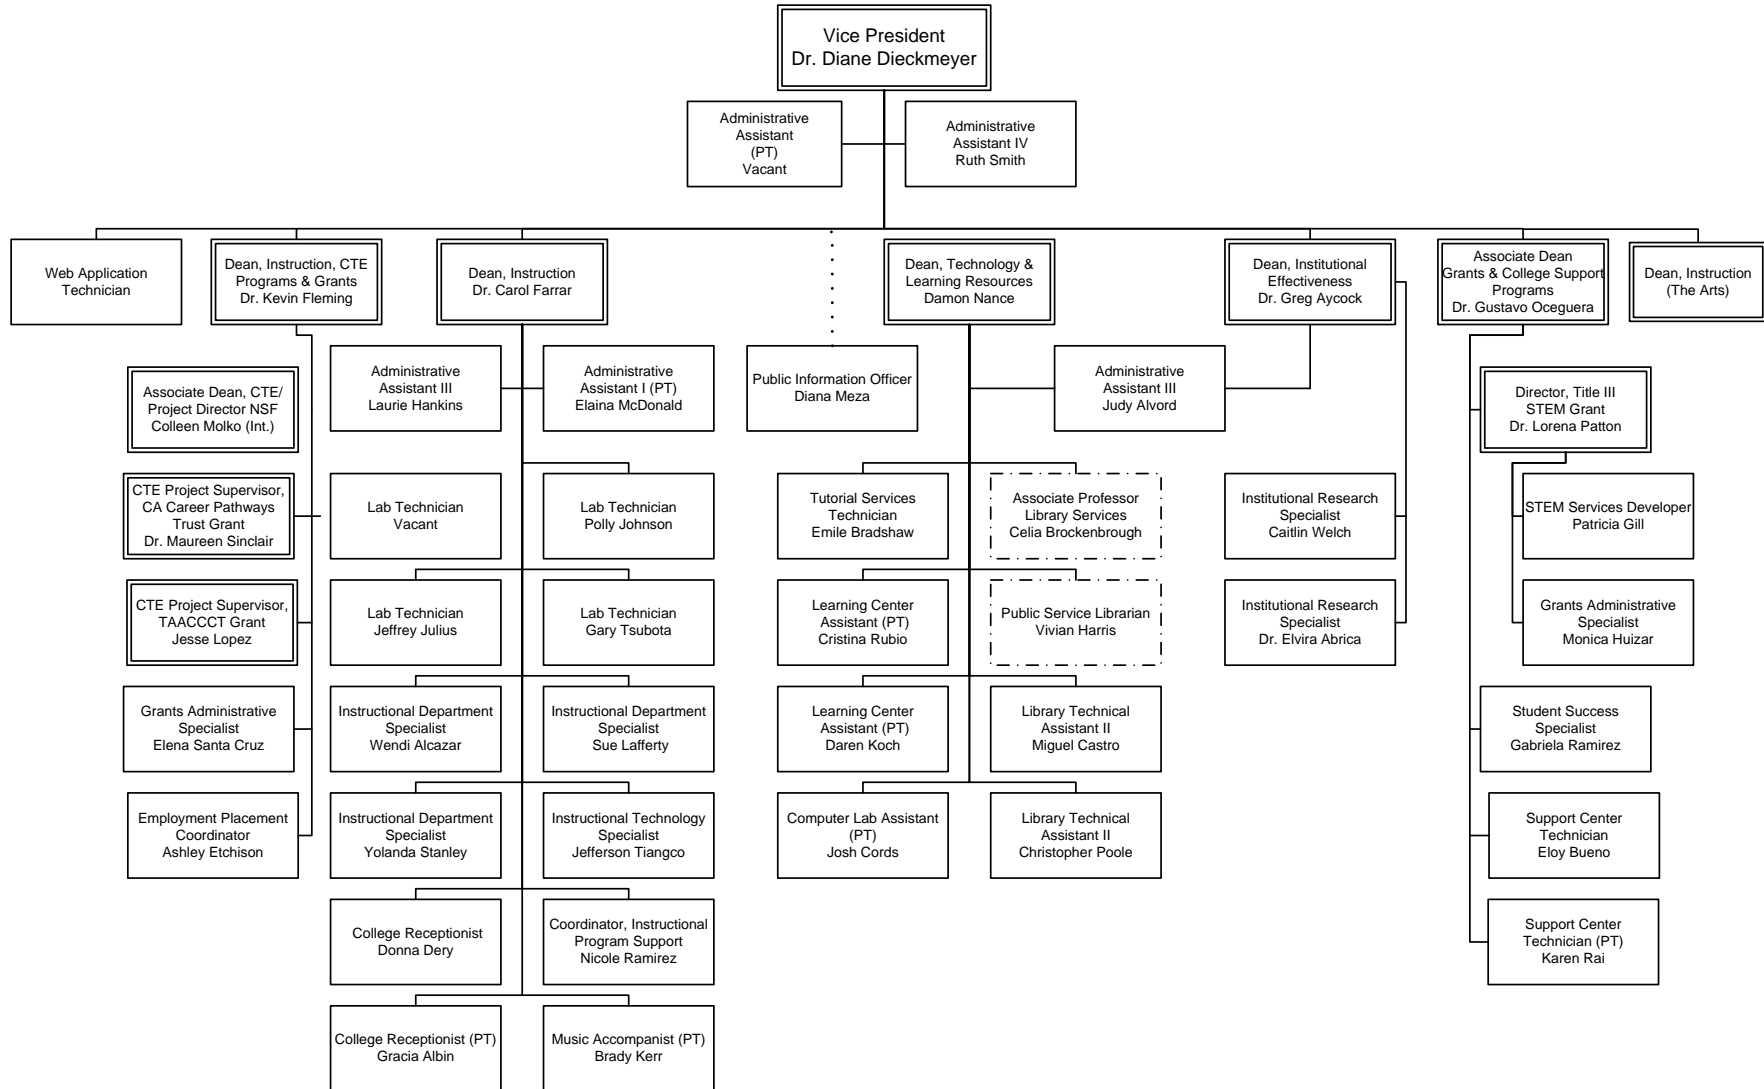 Vice President
Dr. Diane Dieckmeyer
Administrative
Assistant
(PT)
Vacant
Administrative
Assistant IV
Ruth Smith
Web Application
Technician
Dean, Instruction, CTE
Programs & Grants
Dr. Kevin Fleming
Dean, Instruction
Dr. Carol Farrar
Dean, Technology &
Learning Resources
Damon Nance
Dean, Institutional
Effectiveness
Dr. Greg Aycock
Associate Dean
Grants & College Support
Programs
Dr. Gustavo Oceguera
Dean, Instruction
(The Arts)
Associate Dean, CTE/
Project Director NSF
Colleen Molko (Int.)
Administrative
Assistant III
Laurie Hankins
Administrative
Assistant I (PT)
Elaina McDonald
Public Information Officer
Diana Meza
Administrative
Assistant III
Judy Alvord
Director, Title III
STEM Grant
Dr. Lorena Patton
CTE Project Supervisor,
CA Career Pathways
Trust Grant
Dr. Maureen Sinclair
Lab Technician
Vacant
Lab Technician
Polly Johnson
Tutorial Services
Technician
Emile Bradshaw
Associate Professor
Library Services
Celia Brockenbrough
Institutional Research
Specialist
Caitlin Welch
STEM Services Developer
Patricia Gill
CTE Project Supervisor,
TAACCCT Grant
Jesse Lopez
Lab Technician
Jeffrey Julius
Lab Technician
Gary Tsubota
Learning Center
Assistant (PT)
Cristina Rubio
Public Service Librarian
Vivian Harris
Institutional Research
Specialist
Dr. Elvira Abrica
Grants Administrative
Specialist
Monica Huizar
Grants Administrative
Specialist
Elena Santa Cruz
Instructional Department
Specialist
Wendi Alcazar
Instructional Department
Specialist
Sue Lafferty
Learning Center
Assistant (PT)
Daren Koch
Library Technical
Assistant II
Miguel Castro
Student Success
Specialist
Gabriela Ramirez
Employment Placement
Coordinator
Ashley Etchison
Instructional Department
Specialist
Yolanda Stanley
Instructional Technology
Specialist
Jefferson Tiangco
Computer Lab Assistant
(PT)
Josh Cords
Library Technical
Assistant II
Christopher Poole
Support Center
Technician
Eloy Bueno
College Receptionist
Donna Dery
Coordinator, Instructional
Program Support
Nicole Ramirez
Support Center
Technician (PT)
Karen Rai
College Receptionist (PT)
Gracia Albin
Music Accompanist (PT)
Brady Kerr